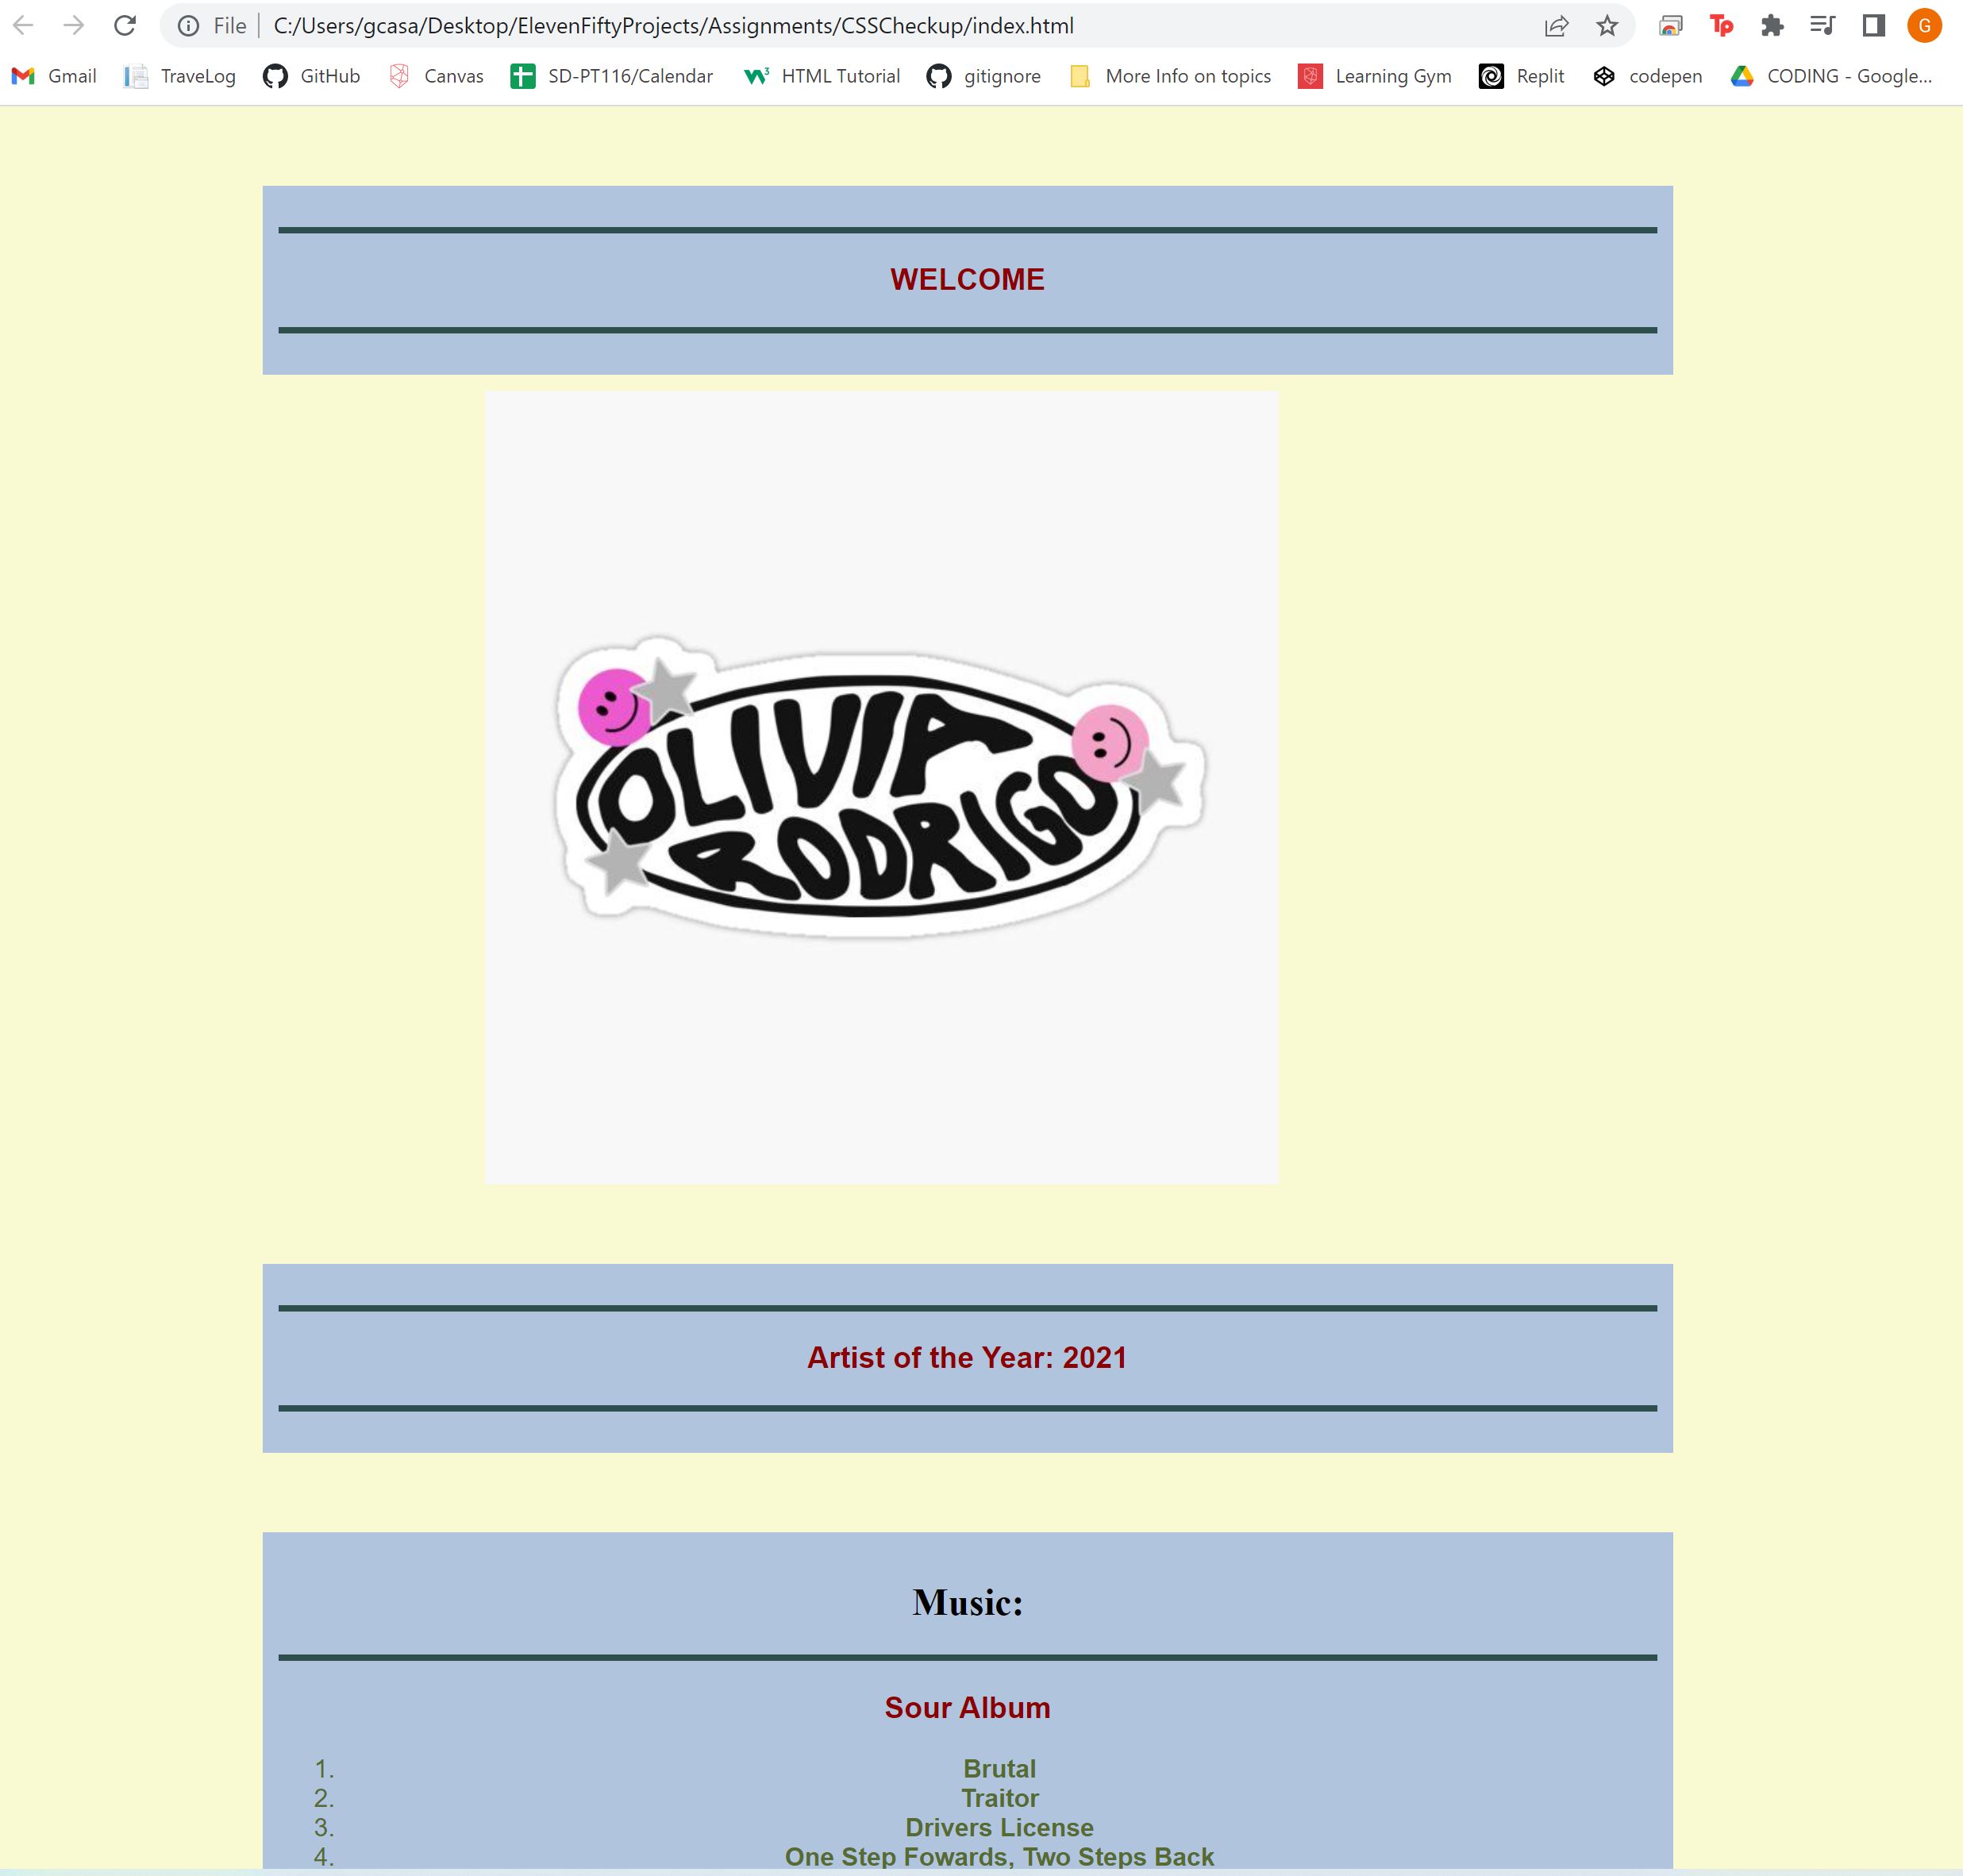 File C:/Users/gcasa/Desktop/ElevenFiftyProjects/Assignments/CSSCheckup/index.html Tp G
Gmail TraveLog GitHub Canvas SD-PT116/Calendar W3 HTML Tutorial gitignore More Info on topics Learning Gym Replit codepen CODING - Google...
WELCOME
OLIVIA
RODRIGO
Artist of the Year: 2021
Music:
Sour Album
1. Brutal
2. Traitor
3. Drivers License
4. One Step Fowards, Two Steps Back